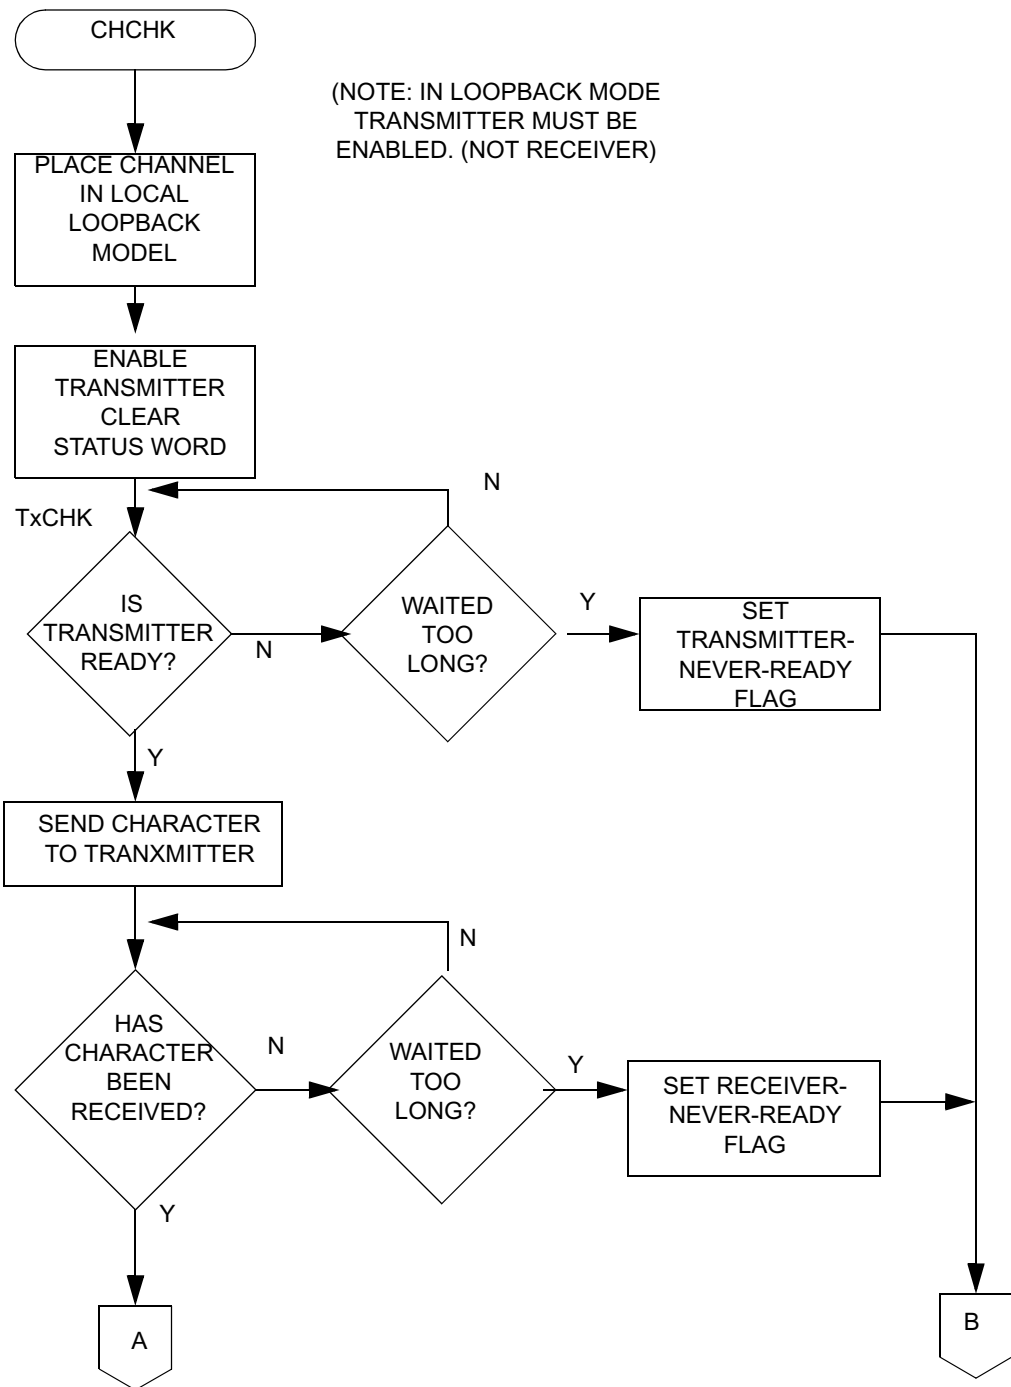 CHCHK
(NOTE: IN LOOPBACK MODE
TRANSMITTER MUST BE
ENABLED. (NOT RECEIVER)
PLACE CHANNEL
IN LOCAL
LOOPBACK
MODEL
ENABLE
TRANSMITTER
CLEAR
STATUS WORD
N
TxCHK
IS
TRANSMITTER
READY?
N
WAITED
TOO
LONG?
Y
SET
TRANSMITTER-
NEVER-READY
FLAG
Y
SEND CHARACTER
TO TRANXMITTER
N
HAS
CHARACTER
BEEN
RECEIVED?
N
WAITED
TOO
LONG?
Y
SET RECEIVER-
NEVER-READY
FLAG
Y
A
B